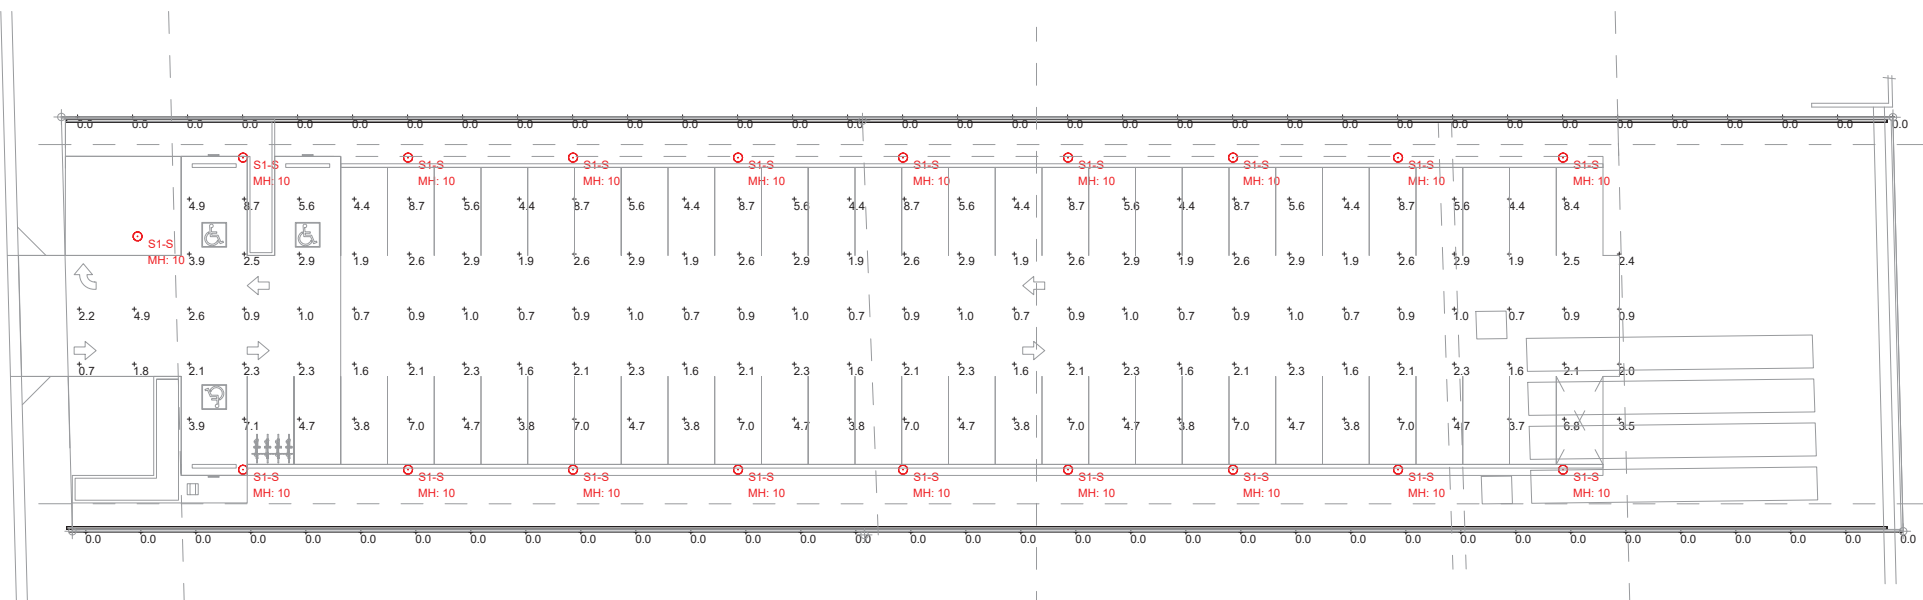 0.0 0.0 0.0 0.0 0.0 0.0 0.0 0.0 0.0 0.0 0.0 0.0 0.0 0.0 0.0 0.0 0.0 0.0 0.0 0.0 0.0 0.0 0.0 0.0 0.0 0.0 0.0 0.0 0.0 0.0 0.0 0.0 0.0 0.0
S1-S S1-S S1-S S1-S S1-S S1-S S1-S S1-S S1-S
MH: 10 MH: 10 MH: 10 MH: 10 MH: 10 MH: 10 MH: 10 MH: 10 MH: 10
4.9 8.7 5.6 4.4 8.7 5.6 4.4 8.7 5.6 4.4 8.7 5.6 4.4 8.7 5.6 4.4 8.7 5.6 4.4 8.7 5.6 4.4 8.7 5.6 4.4 8.4
S1-S
MH: 10 3.9 2.5 2.9 1.9 2.6 2.9 1.9 2.6 2.9 1.9 2.6 2.9 1.9 2.6 2.9 1.9 2.6 2.9 1.9 2.6 2.9 1.9 2.6 2.9 1.9 2.5 2.4
2.2 4.9 2.6 0.9 1.0 0.7 0.9 1.0 0.7 0.9 1.0 0.7 0.9 1.0 0.7 0.9 1.0 0.7 0.9 1.0 0.7 0.9 1.0 0.7 0.9 1.0 0.7 0.9 0.9
0.7 1.8 2.1 2.3 2.3 1.6 2.1 2.3 1.6 2.1 2.3 1.6 2.1 2.3 1.6 2.1 2.3 1.6 2.1 2.3 1.6 2.1 2.3 1.6 2.1 2.3 1.6 2.1 2.0
3.9 7.1 4.7 3.8 7.0 4.7 3.8 7.0 4.7 3.8 7.0 4.7 3.8 7.0 4.7 3.8 7.0 4.7 3.8 7.0 4.7 3.8 7.0 4.7 3.7 6.8 3.5
S1-S S1-S S1-S S1-S S1-S S1-S S1-S S1-S S1-S
MH: 10 MH: 10 MH: 10 MH: 10 MH: 10 MH: 10 MH: 10 MH: 10 MH: 10
0.0 0.0 0.0 0.0 0.0 0.0 0.0 0.0 0.0 0.0 0.0 0.0 0.0 0.0 0.0 0.0 0.0 0.0 0.0 0.0 0.0 0.0 0.0 0.0 0.0 0.0 0.0 0.0 0.0 0.0 0.0 0.0 0.0 0.0